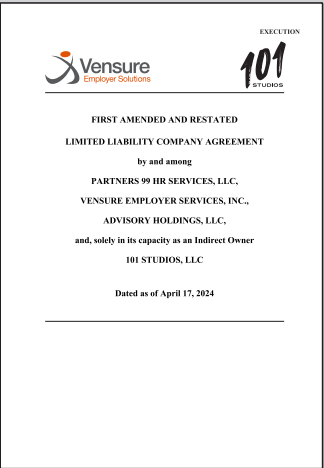 EXECUTION
Vensure
Employer Solutions
101
STUDIOS
FIRST AMENDED AND RESTATED
LIMITED LIABILITY COMPANY AGREEMENT
by and among
PARTNERS 99 HR SERVICES, LLC,
VENSURE EMPLOYER SERVICES, INC.,
ADVISORY HOLDINGS, LLC,
and, solely in its capacity as an Indirect Owner
101 STUDIOS, LLC
Dated as of April 17, 2024